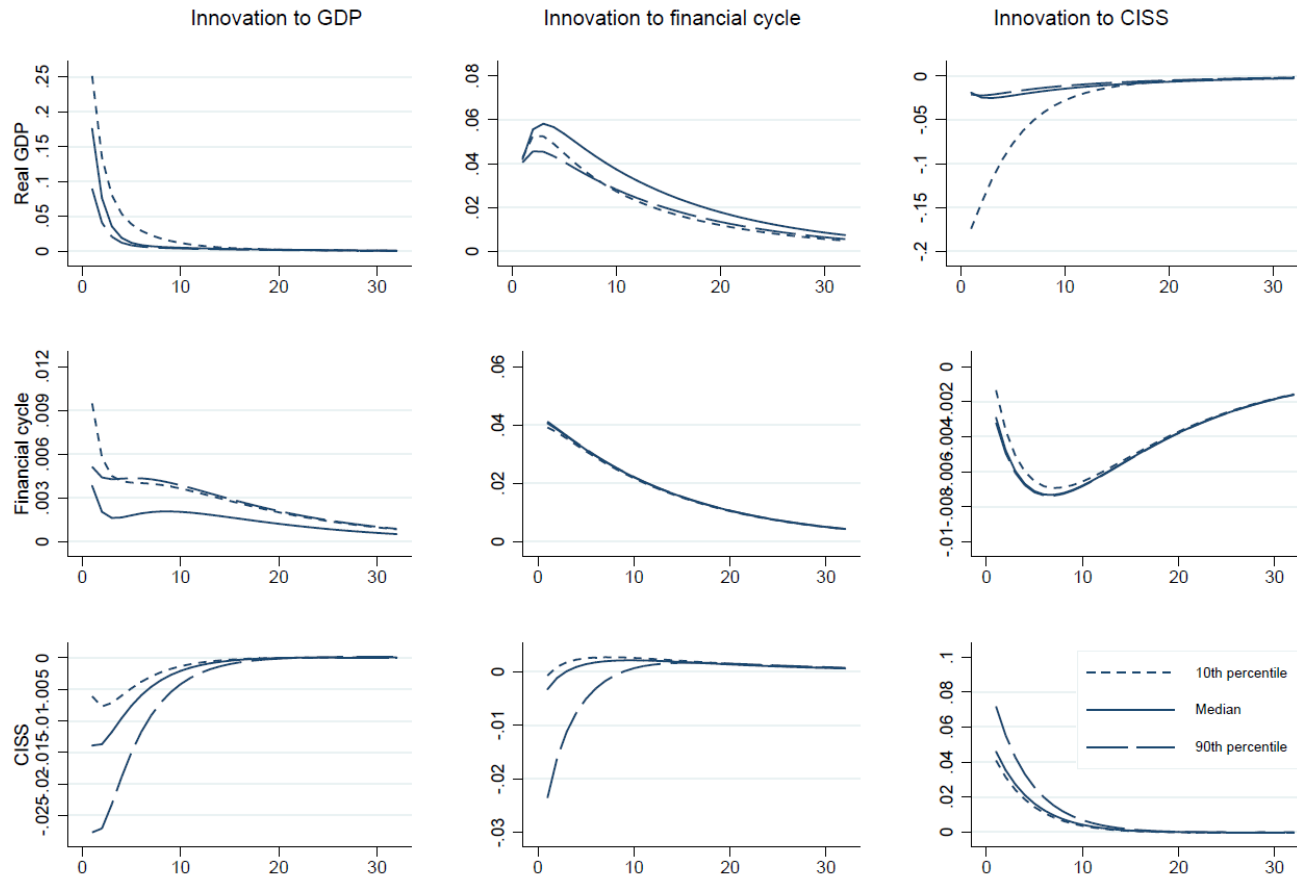 Innovation to GDP
Innovation to financial cycle
Innovation to CISS
Real GDP
0 .05 .1 .15 .2 .25
0 10 20 30
0 .02 .04 .06 .08
0 10 20 30
-.2 -.15 -.1 -.05 0
0 10 20 30
Financial cycle
0 .003 .006 .009 .012
0 10 20 30
0 .02 .04 .06
0 10 20 30
-.01 -.008 -.006 -.004 -.002 0
0 10 20 30
CISS
-.025 -.02 -.015 -.01 -.005 0
0 10 20 30
-.03 -.02 -.01 0
0 10 20 30
0 .02 .04 .06 .08 .1
0 10 20 30
10th percentile
Median
90th percentile